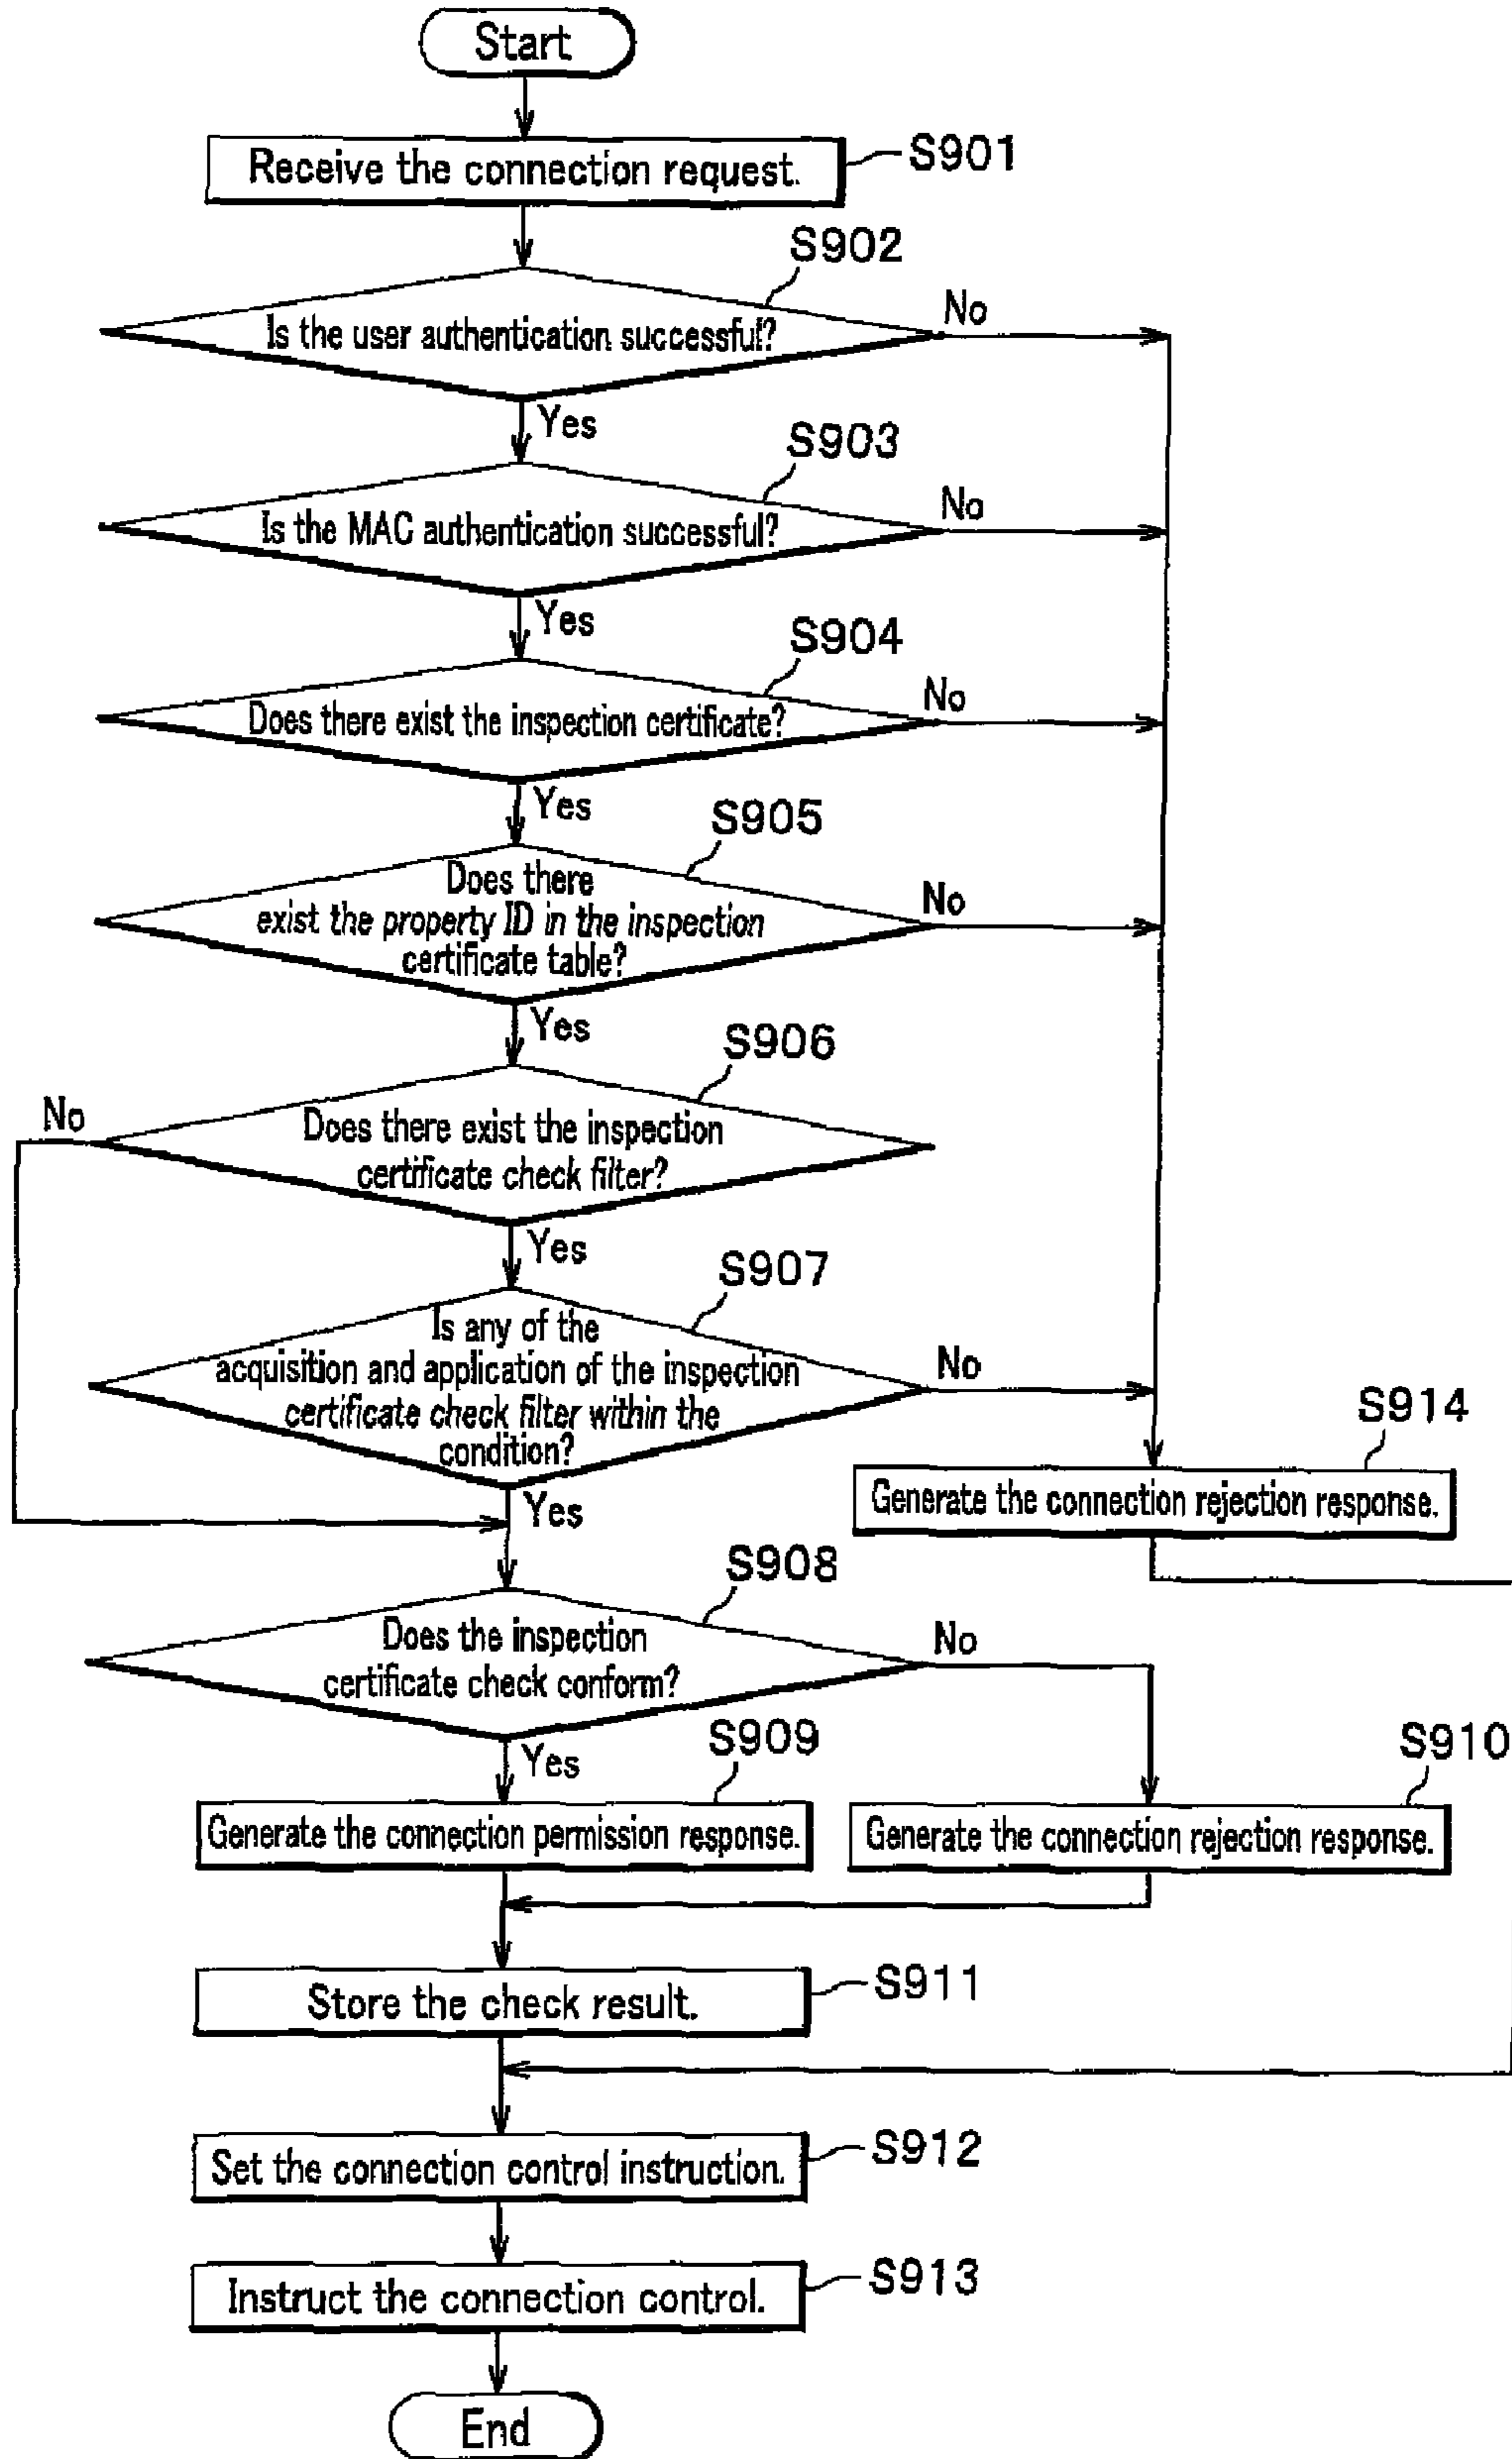 Start
Receive the connection request.
S901
S902
Is the user authentication successful?
No
Yes
S903
Is the MAC authentication successful?
No
Yes
S904
Does there exist the inspection certificate?
No
Yes
S905
Does there
exist the property ID in the inspection
certificate table?
No
Yes
S906
No
Does there exist the inspection
certificate check filter?
Yes
S907
Is any of the
acquisition and application of the inspection
certificate check filter within the
condition?
No
Yes
S914
Generate the connection rejection response.
S908
Does the inspection
certificate check conform?
No
Yes
S909
Generate the connection permission response.
S910
Generate the connection rejection response.
Store the check result.
S911
Set the connection control instruction.
S912
Instruct the connection control.
S913
End